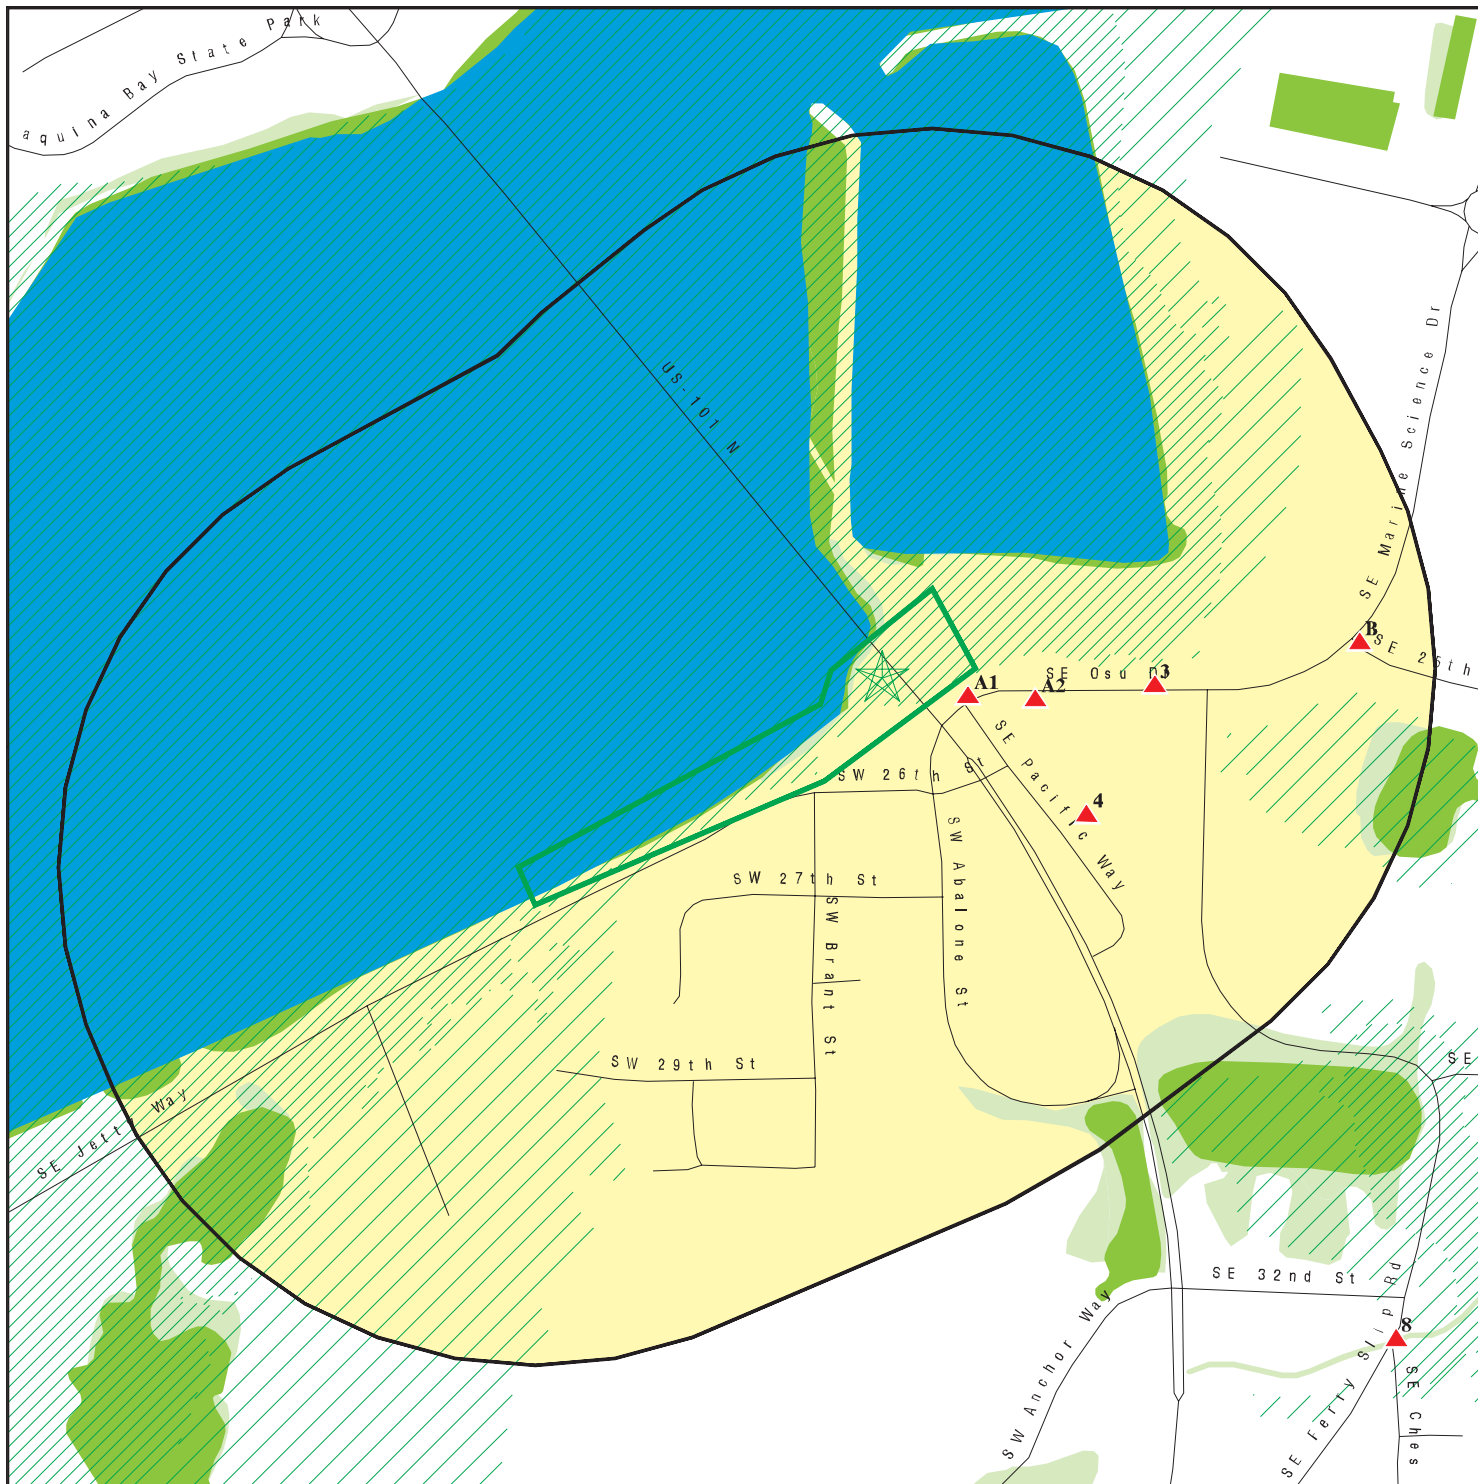 aquina Bay State Park
US-101 N
SE Marine Science Dr
B
SE 26th
SE Osu D
3
A1
A2
SE Pacific Way
SW 26th St
4
SW Abalone St
SW 27th St
SW Brant St
SW 29th St
SE Jett Way
SE
SE 32nd St
SE Ferry Slip Rd
8
SW Anchor Way
SE Ches